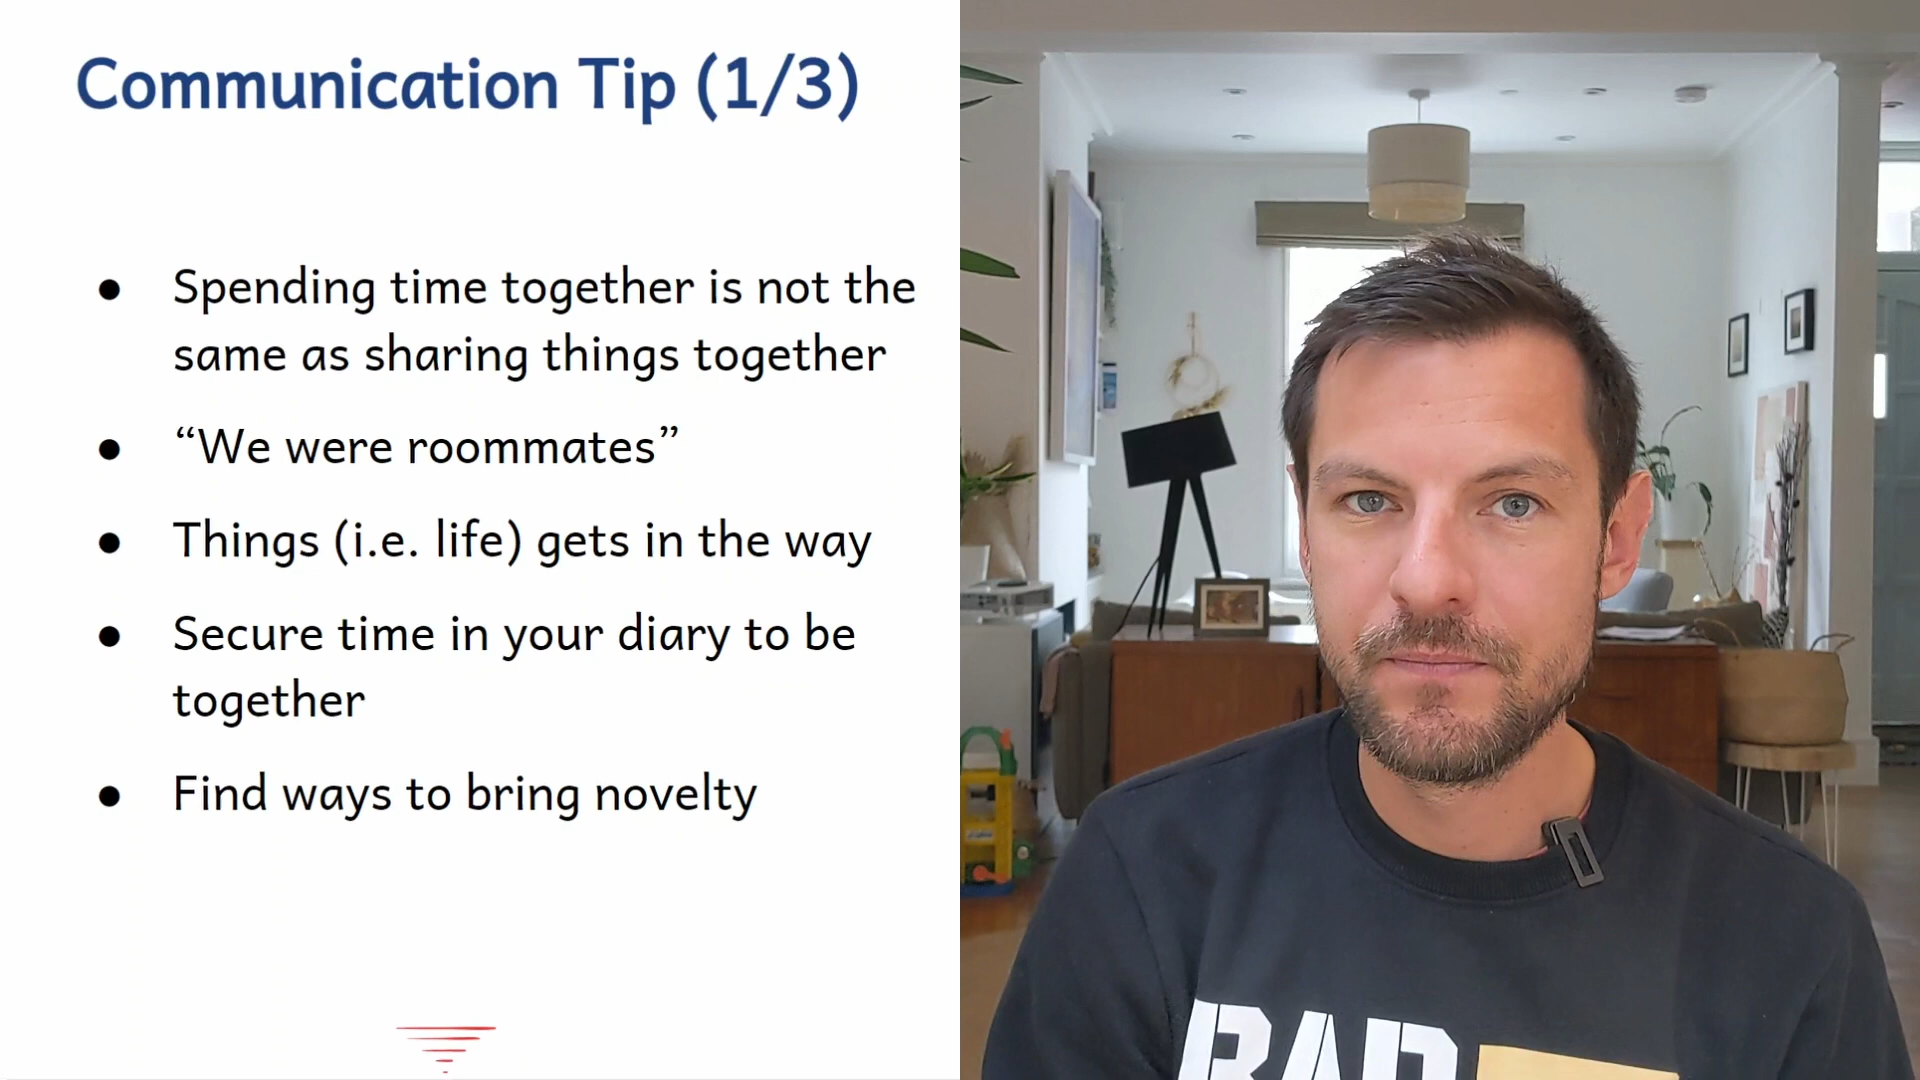 Communication Tip (1/3)
● Spending time together is not the
same as sharing things together
● “We were roommates”
● Things (i.e. life) gets in the way
● Secure time in your diary to be
together
● Find ways to bring novelty